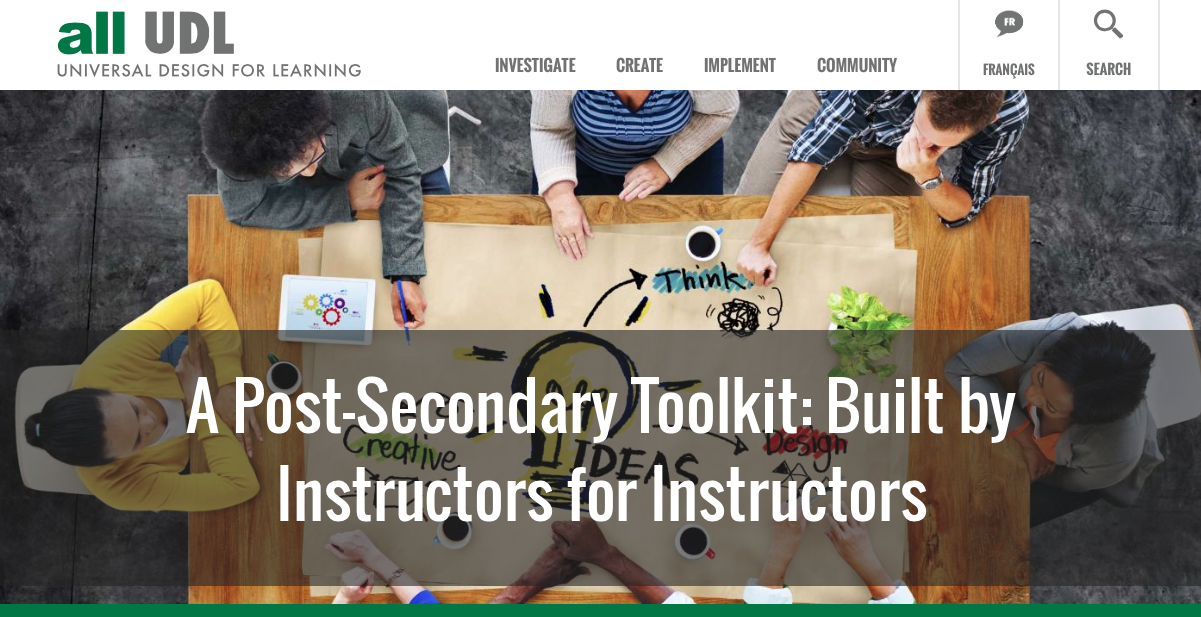 all UDL
UNIVERSAL DESIGN FOR LEARNING
INVESTIGATE CREATE IMPLEMENT COMMUNITY
FR
FRANÇAIS
SEARCH
Think
A Post-Secondary Toolkit: Built by
Instructors for Instructors
Creative
IDEAS
Design